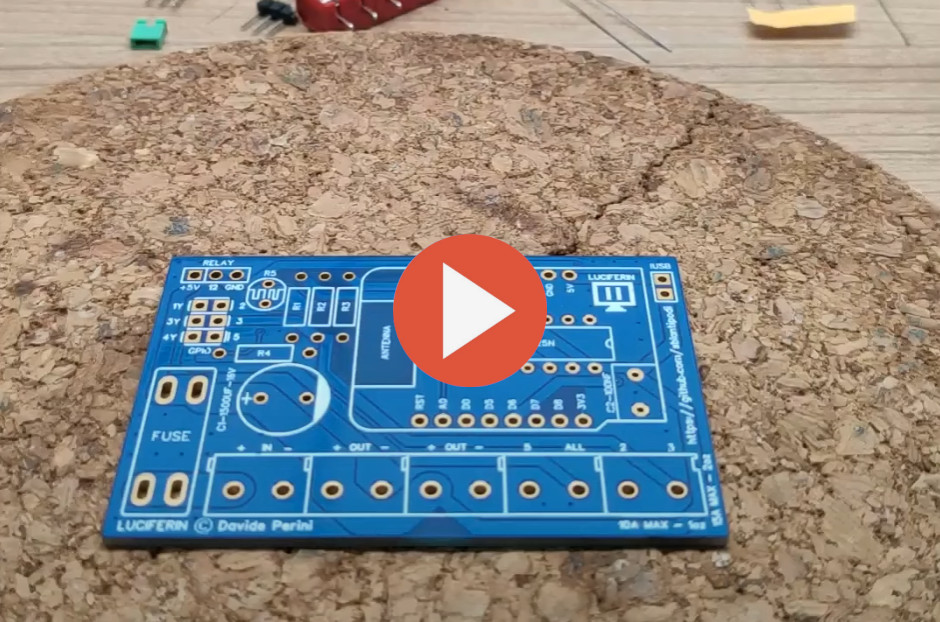 RELAY
+5V 12 GND
R5
1Y 2
3Y 3
4Y 5
GPIO
R1
R2
R3
R4
C1-1500UF-16V
+
FUSE
ANTENNA
RST A0 D0 D5 D6 D7 D8 3V3
GND 5V
LUCIFERIN
USB
C2-100NF
https://github.com/sblantipodi
+ IN - + OUT - + OUT - 5 ALL 2 3
LUCIFERIN © Davide Perini
10A MAX - 1oz
15A MAX - 2oz